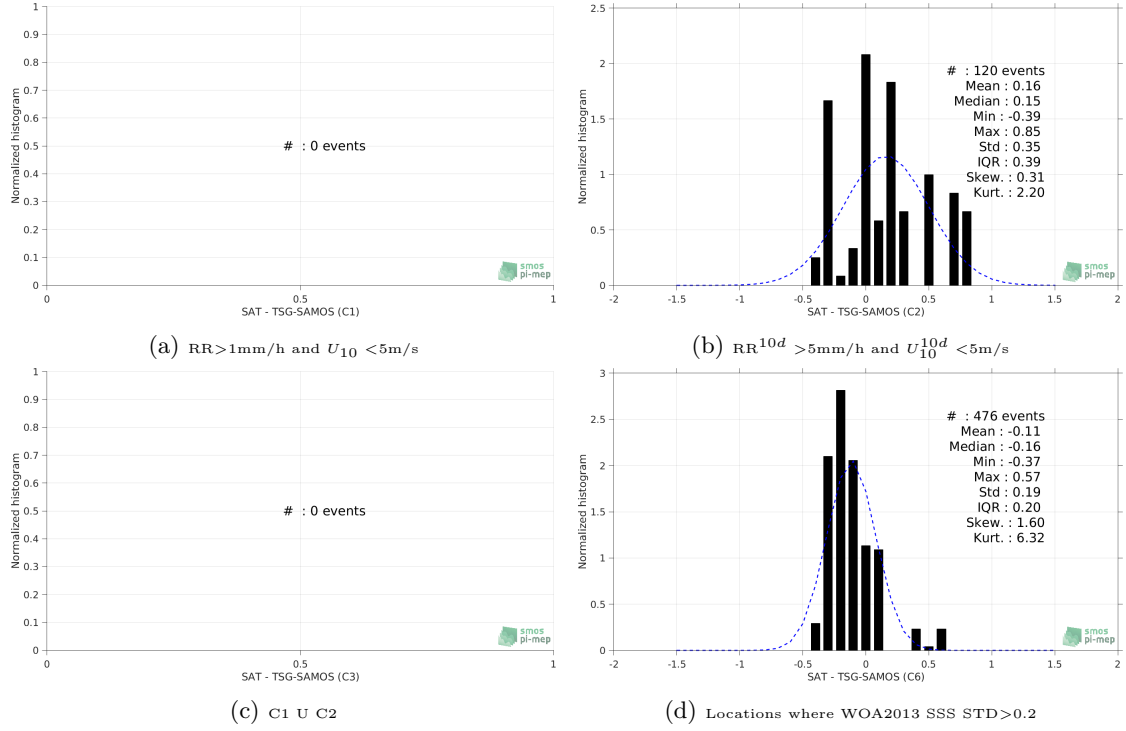 1
0.9
0.8
0.7
0.6
0.5
0.4
0.3
0.2
0.1
0
Normalized histogram
# : 0 events
smos
pi-mep
0 0.5 1
SAT - TSG-SAMOS (C1)
(a) RR>1mm/h and U10 <5m/s
2.5
2
1.5
1
0.5
0
Normalized histogram
# : 120 events
Mean : 0.16
Median : 0.15
Min : -0.39
Max : 0.85
Std : 0.35
IQR : 0.39
Skew. : 0.31
Kurt. : 2.20
smos
pi-mep
-2 -1.5 -1 -0.5 0 0.5 1 1.5 2
SAT - TSG-SAMOS (C2)
(b) RR10d >5mm/h and U10d10 <5m/s
1
0.9
0.8
0.7
0.6
0.5
0.4
0.3
0.2
0.1
0
Normalized histogram
# : 0 events
smos
pi-mep
0 0.5 1
SAT - TSG-SAMOS (C3)
(c) C1 U C2
3
2.5
2
1.5
1
0.5
0
Normalized histogram
# : 476 events
Mean : -0.11
Median : -0.16
Min : -0.37
Max : 0.57
Std : 0.19
IQR : 0.20
Skew. : 1.60
Kurt. : 6.32
smos
pi-mep
-2 -1.5 -1 -0.5 0 0.5 1 1.5 2
SAT - TSG-SAMOS (C6)
(d) Locations where WOA2013 SSS STD>0.2